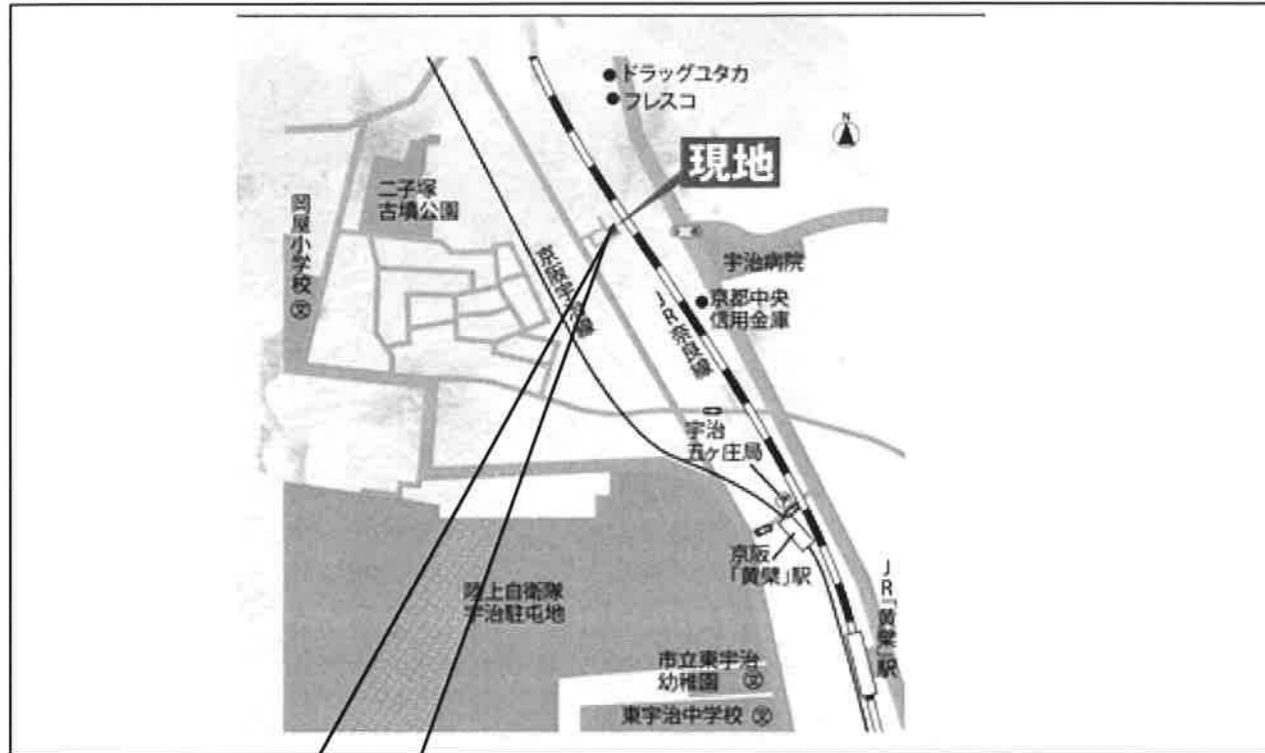 ドラッグユタカ
フレスコ
N
現地
二子塚
古墳公園
岡屋小学校
文
京阪宇治線
宇治病院
京都中央
信用金庫
JR奈良線
宇治
五ヶ庄局
京阪
「黄檗」駅
JR「黄檗」駅
陸上自衛隊
宇治駐屯地
市立東宇治
幼稚園 文
東宇治中学校 文